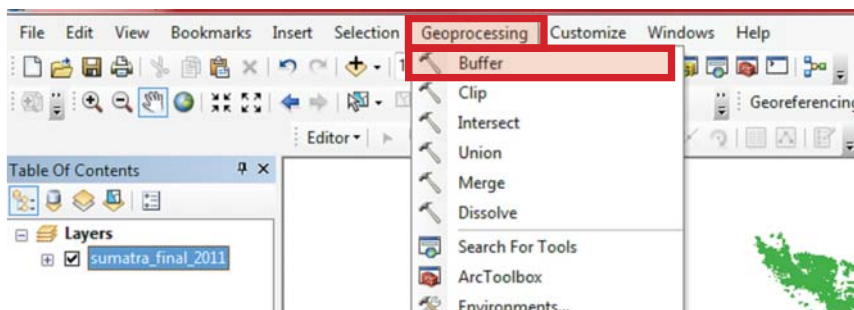 File Edit View Bookmarks Insert Selection Geoprocessing Customize Windows Help
Buffer
Clip
Georeferencing
Intersect
Editor
Union
Table Of Contents
Merge
Dissolve
Layers
Search For Tools
sumatra_final_2011
ArcToolbox
Environments...